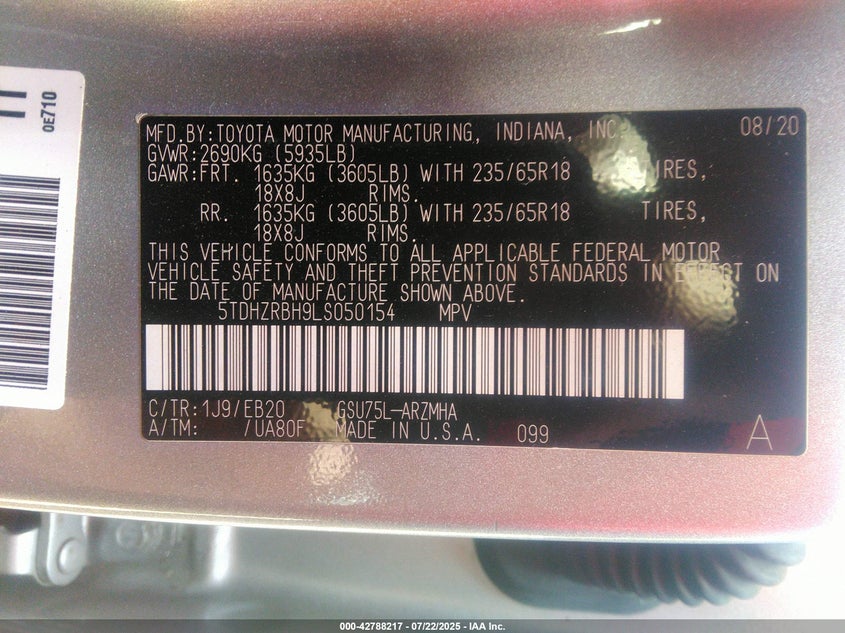 11
0E710
MFD.BY:TOYOTA MOTOR MANUFACTURING, INDIANA, INC. 08/20
GVWR:2690KG (5935LB)
GAWR:FRT. 1635KG (3605LB) WITH 235/65R18 TIRES,
18X8J RIMS.
RR. 1635KG (3605LB) WITH 235/65R18 TIRES,
18X8J RIMS.
THIS VEHICLE CONFORMS TO ALL APPLICABLE FEDERAL MOTOR
VEHICLE SAFETY AND THEFT PREVENTION STANDARDS IN EFFECT ON
THE DATE OF MANUFACTURE SHOWN ABOVE.
5TDHZRBH9LS050154 MPV
C/TR:1J9/EB20 GSU75L-ARZMHA
A/TM: /UA80F MADE IN U.S.A. 099
A
000-42788217 - 07/22/2025 - IAA Inc.